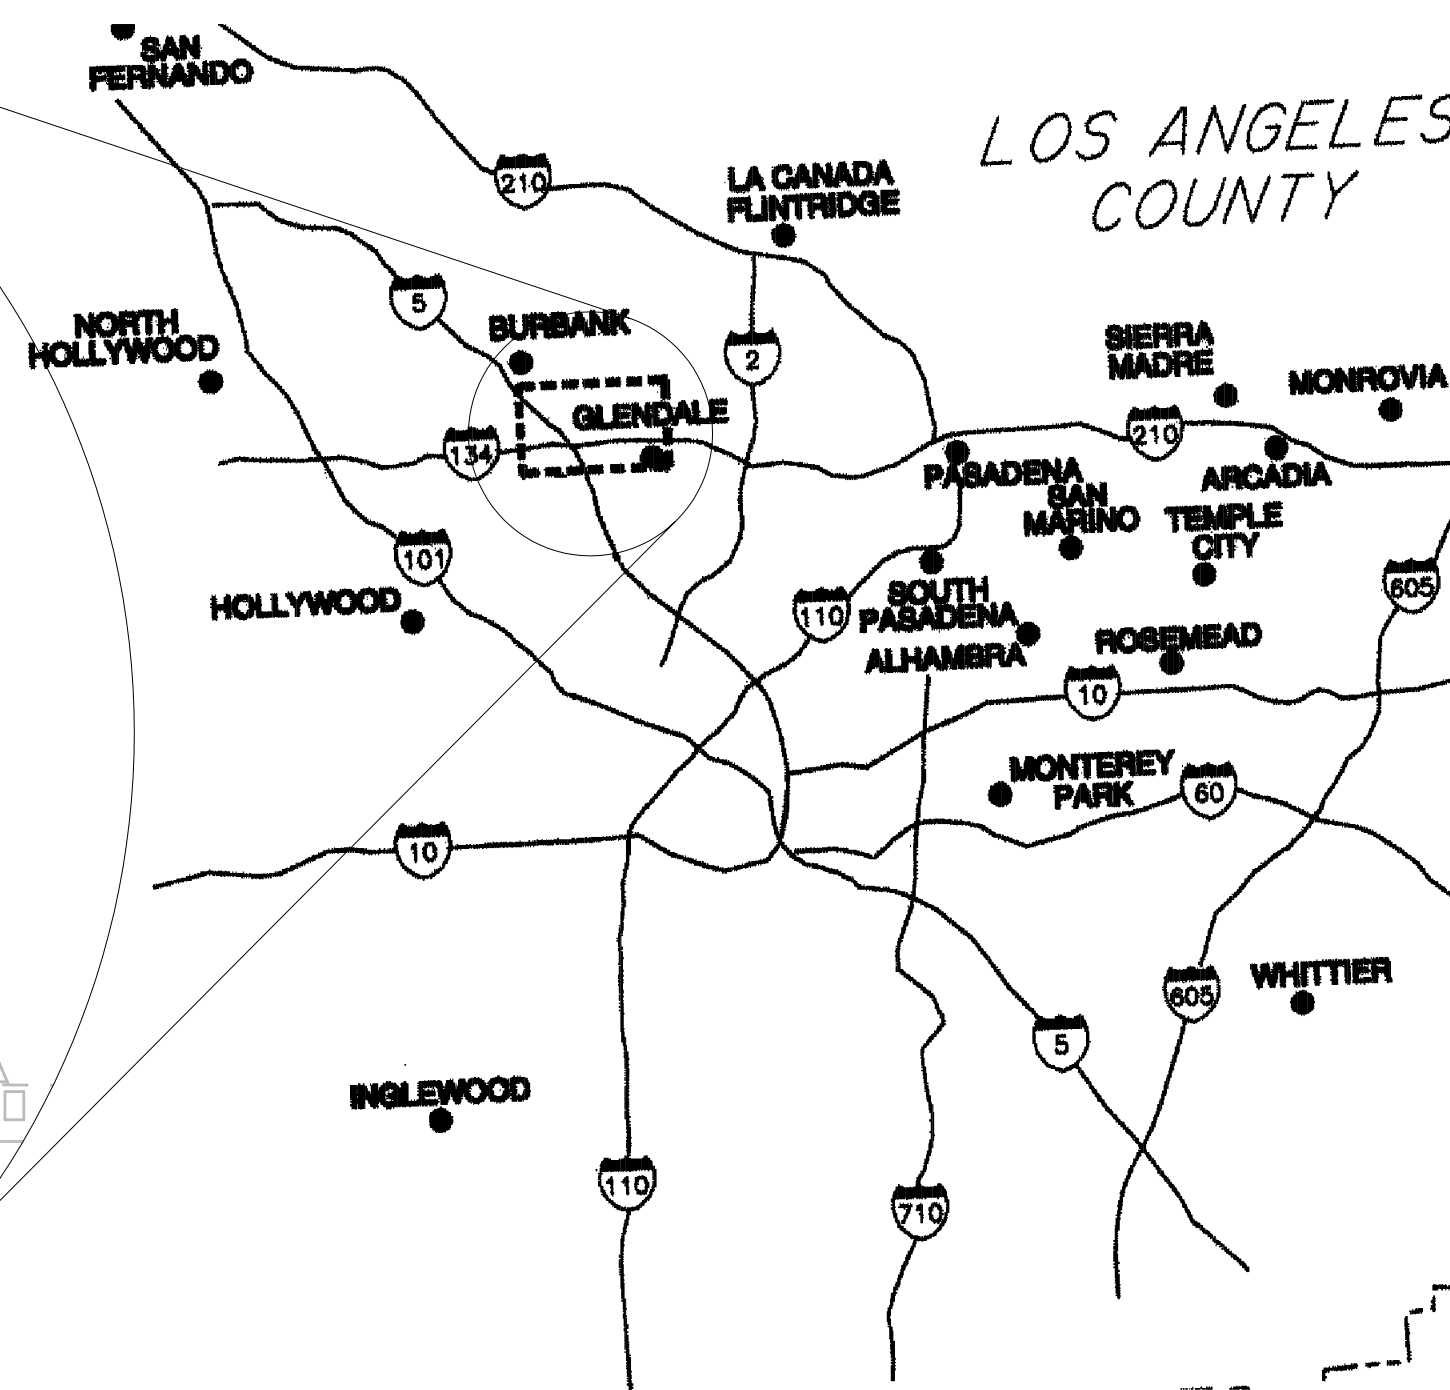 SAN
FERNANDO
LOS ANGELES
COUNTY
210
LA CANADA
FLINTRIDGE
5
NORTH
HOLLYWOOD
BURBANK
2
SIERRA
MADRE
MONROVIA
GLENDALE
134
210
PASADENA
ARCADIA
SAN
MARINO
TEMPLE
CITY
101
605
HOLLYWOOD
110
SOUTH
PASADENA
ROSEMEAD
ALHAMBRA
10
MONTEREY
PARK
60
10
605
WHITTIER
5
INGLEWOOD
110
710